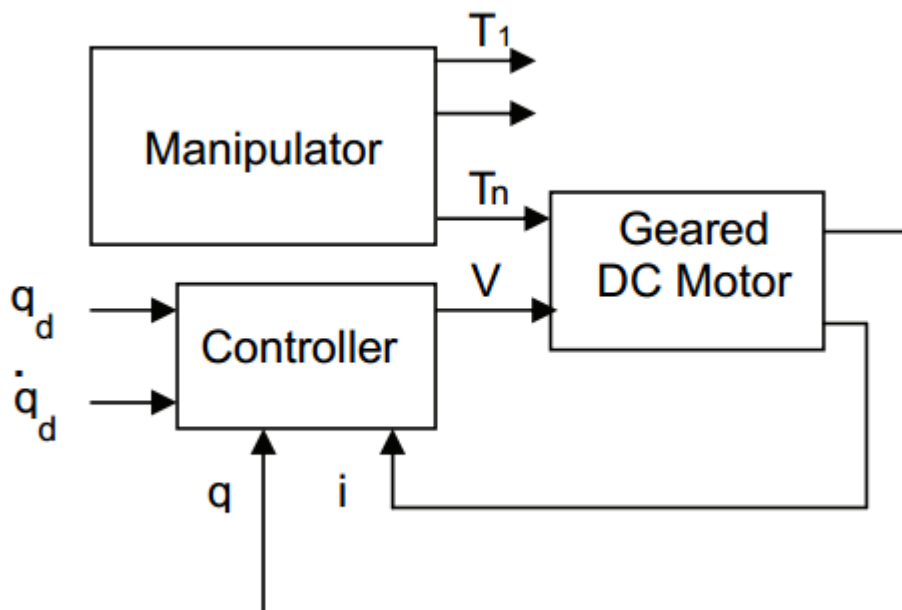 T1
Manipulator
Tn
Geared
DC Motor
V
qd
Controller
q̇d
q
i